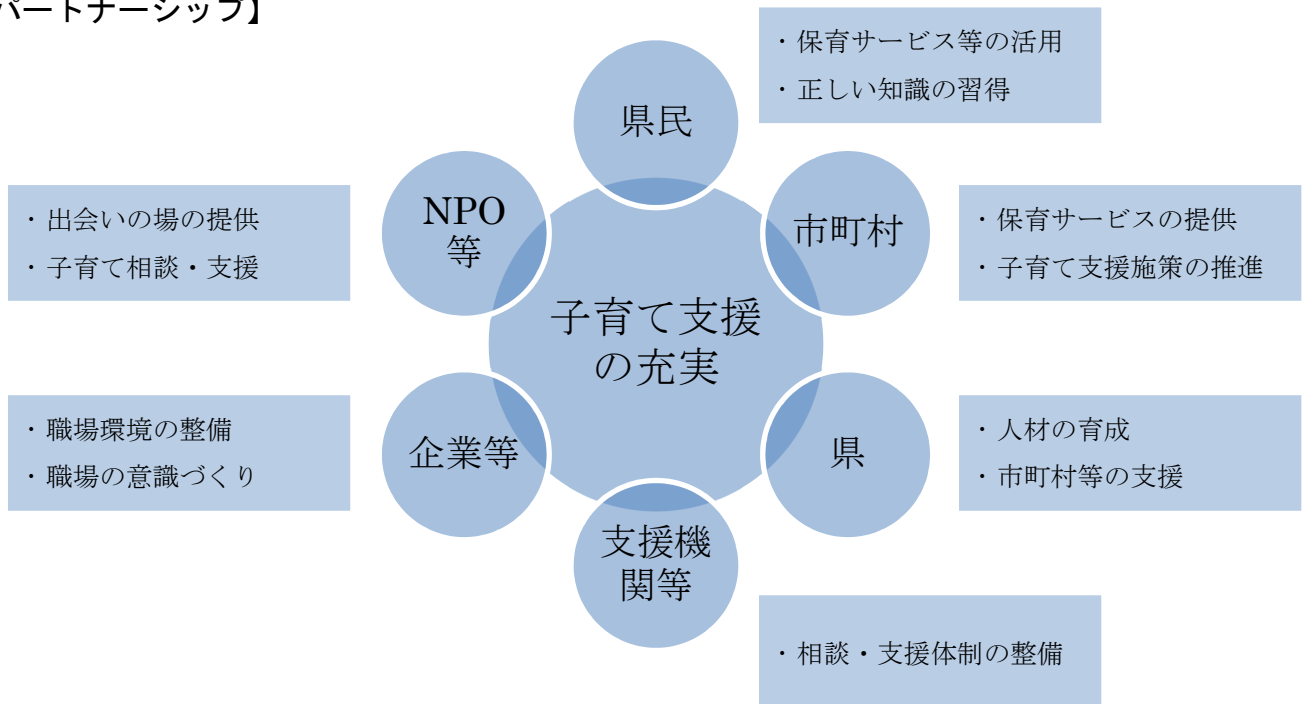 パートナーシップ】
県民
・保育サービス等の活用
・正しい知識の習得
市町村
・保育サービスの提供
・子育て支援施策の推進
県
・人材の育成
・市町村等の支援
支援機
関等
・相談・支援体制の整備
企業等
・職場環境の整備
・職場の意識づくり
NPO
等
・出会いの場の提供
・子育て相談・支援
子育て支援
の充実